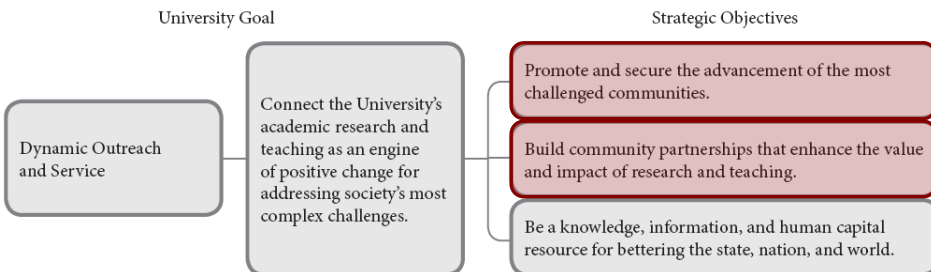 University Goal
Strategic Objectives
Dynamic Outreach
and Service
Connect the University’s
academic research and
teaching as an engine
of positive change for
addressing society’s most
complex challenges.
Promote and secure the advancement of the most
challenged communities.
Build community partnerships that enhance the value
and impact of research and teaching.
Be a knowledge, information, and human capital
resource for bettering the state, nation, and world.